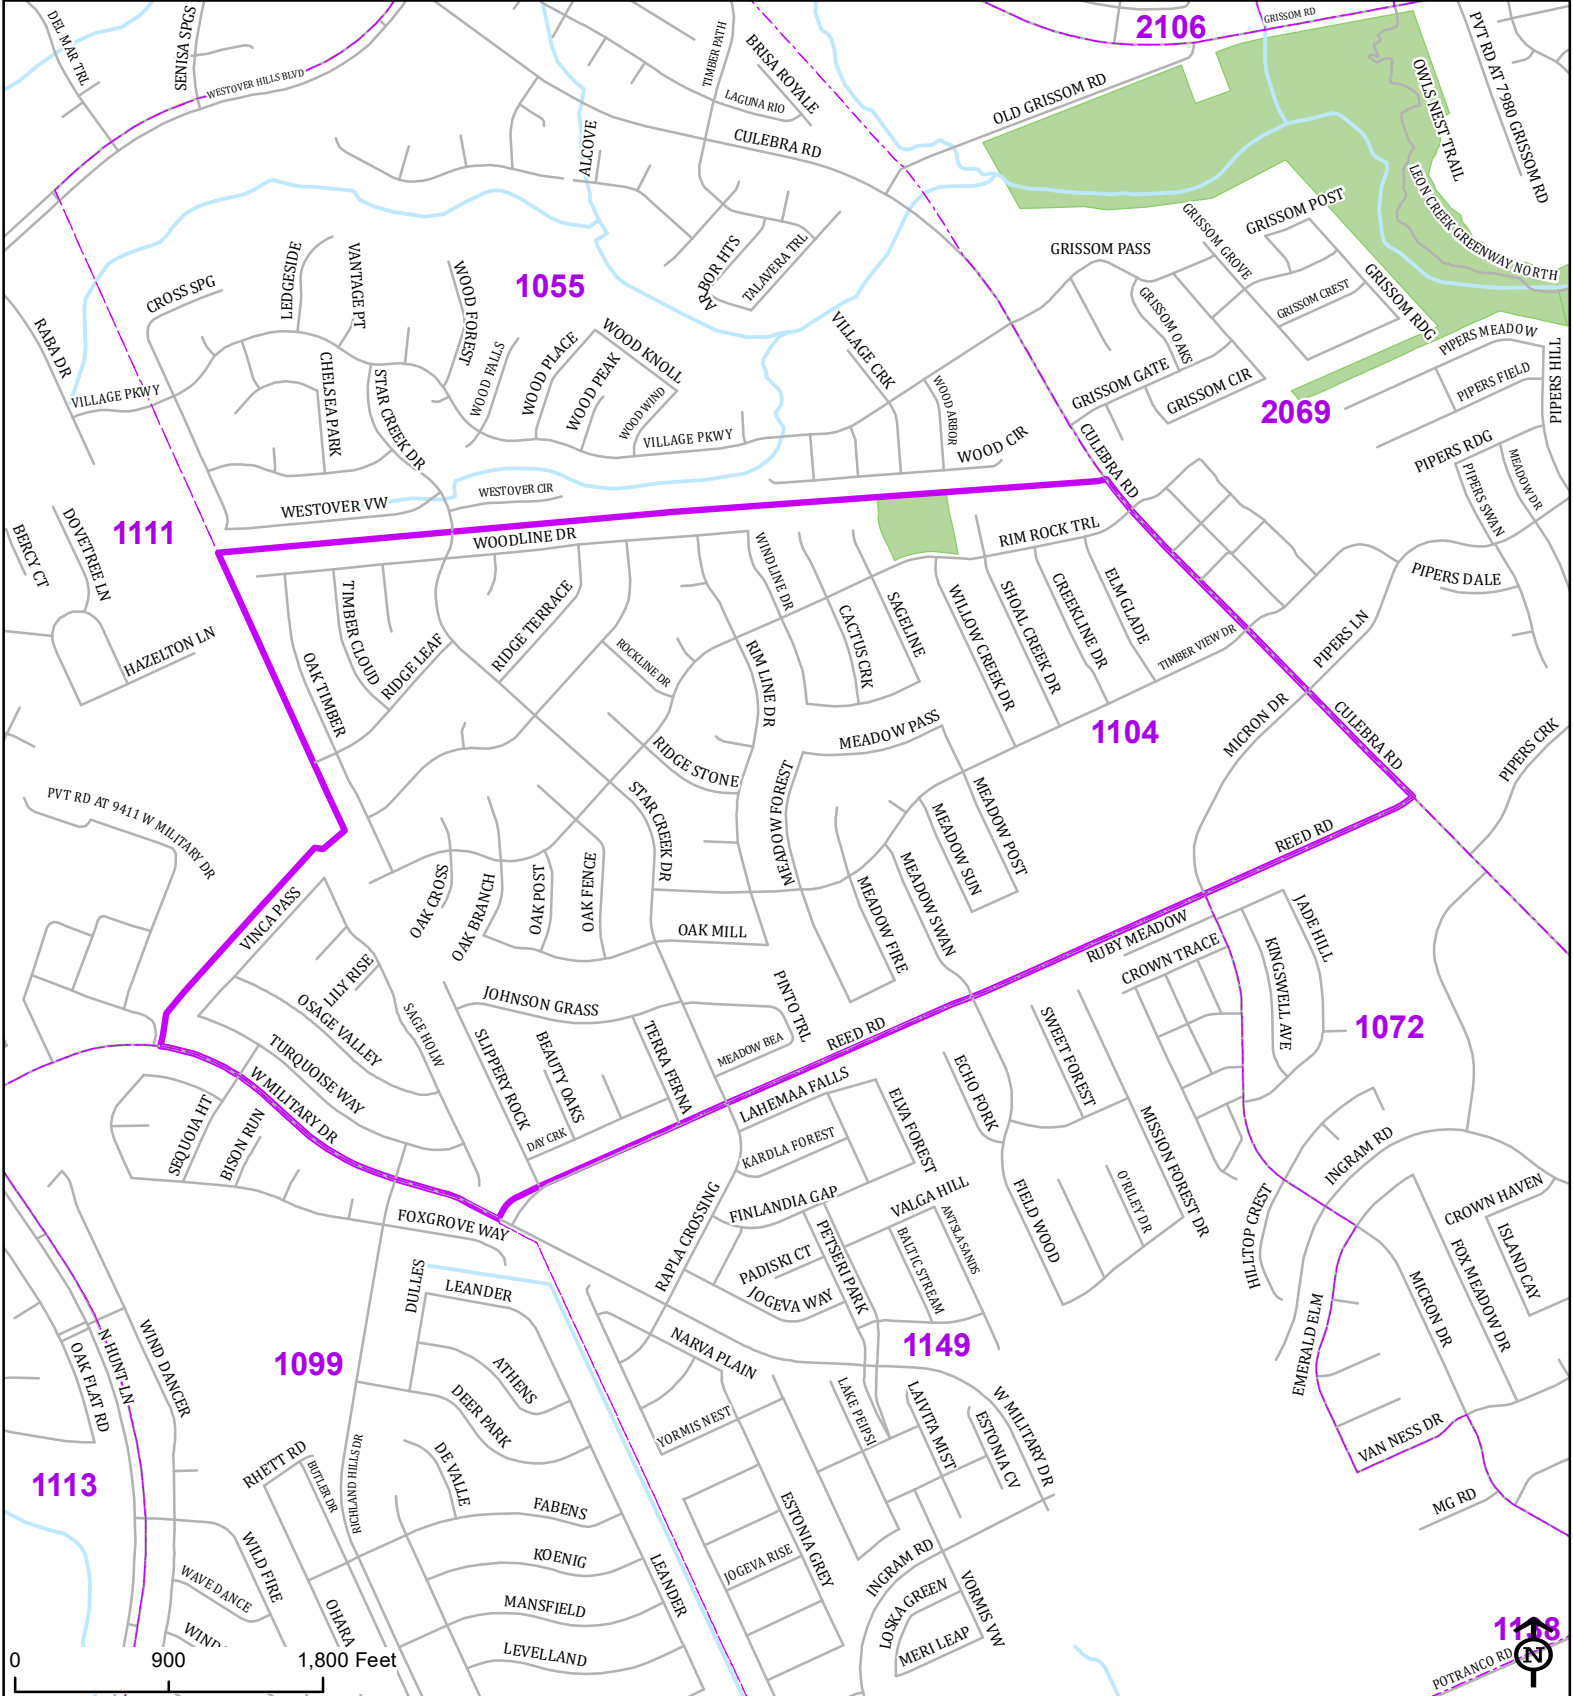 2106
GRISSOM RD
DEL MAR TRL
SENISA SPGS
WESTOVER HILLS BLVD
TIMBER PATH
BRISA ROYALE
LAGUNA RIO
CULEBRA RD
OLD GRISSOM RD
OWLS NEST TRAIL
PVT RD AT 7980 GRISSOM RD
LEON CREEK GREENWAY NORTH
ALCOVE
ARBOR HTS
TALAVERA TRL
GRISSOM PASS
GRISSOM GROVE
GRISSOM POST
GRISSOM CREST
GRISSOM RDG
GRISSOM OAKS
GRISSOM GATE
GRISSOM CIR
PIPERS MEADOW
PIPERS FIELD
PIPERS HILL
PIPERS RDG
PIPERS SWAN
MEADOW DR
2069
1055
CROSS SPG
LEDGESIDE
VANTAGE PT
WOOD FOREST
WOOD FALLS
WOOD PLACE
WOOD KNOLL
WOOD PEAK
WOOD WIND
VILLAGE CRK
WOOD ARBOR
WOOD CIR
RABA DR
VILLAGE PKWY
CHELSEA PARK
STAR CREEK DR
VILLAGE PKWY
CULEBRA RD
WESTOVER VW
WESTOVER CIR
1111
WOODLINE DR
RIM ROCK TRL
BERCY CT
DOVETREE LN
HAZELTON LN
TIMBER CLOUD
OAK TIMBER
RIDGE LEAF
RIDGE TERRACE
ROCKLINE DR
WINDLINE DR
RIM LINE DR
CACTUS CRK
SAGELINE
WILLOW CREEK DR
SHOAL CREEK DR
CREEKLINE DR
ELM GLADE
TIMBER VIEW DR
PIPERS DALE
PIPERS LN
MICRON DR
CULEBRA RD
PIPERS CRK
1104
MEADOW PASS
RIDGE STONE
MEADOW FOREST
STAR CREEK DR
MEADOW POST
MEADOW SUN
MEADOW SWAN
MEADOW FIRE
REED RD
PVT RD AT 9411 W MILITARY DR
VINCA PASS
OAK CROSS
OAK BRANCH
OAK POST
OAK FENCE
OAK MILL
RUBY MEADOW
CROWN TRACE
JADE HILL
KINGSWELL AVE
1072
LILY RISE
OSAGE VALLEY
SAGE HOLW
JOHNSON GRASS
PINTO TRL
MEADOW BEA
REED RD
SLIPPERY ROCK
BEAUTY OAKS
TERRA FERNA
DAY CRK
TURQUOISE WAY
W MILITARY DR
SEQUOIA HT
BISON RUN
SWEET FOREST
ECHO FORK
LAHEMAA FALLS
ELVA FOREST
KARDLA FOREST
MISSION FOREST DR
O'RILEY DR
FIELD WOOD
INGRAM RD
HILLTOP CREST
CROWN HAVEN
ISLAND CAY
FOX MEADOW DR
MICRON DR
EMERALD ELM
VAN NESS DR
MG RD
FOXGROVE WAY
RAPLA CROSSING
FINLANDIA GAP
VALGA HILL
ANTSLA SANDS
BALTIC STREAM
PETSERI PARK
PADISKI CT
JOGEVA WAY
1149
DULLES
LEANDER
NARVA PLAIN
1099
N HUNT LN
WIND DANCER
OAK FLAT RD
1113
ATHENS
DEER PARK
DE VALLE
YORMIS NEST
LAKE PEIPSI
LAIVITA MIST
ESTONIA CV
W MILITARY DR
RHETT RD
BUTLER DR
RICHLAND HILLS DR
FABENS
KOENIG
MANSFIELD
LEVELLAND
LEANDER
ESTONIA GREY
JOGEVA RISE
INGRAM RD
LOSKA GREEN
MERI LEAP
VORMIS VW
WILD FIRE
WAVE DANCE
OHARA
POTRANCO RD
N
0 900 1,800 Feet